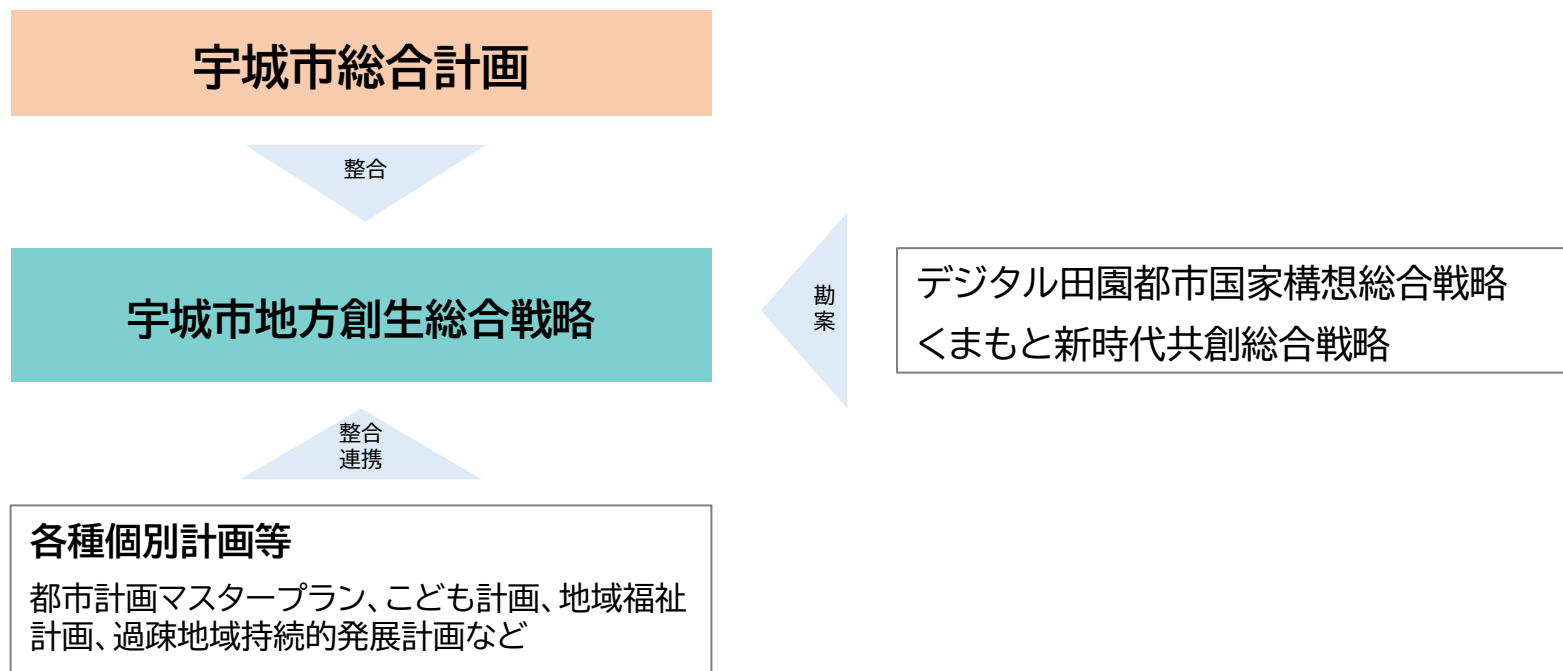 宇城市総合計画
整合
宇城市地方創生総合戦略
勘
案
デジタル田園都市国家構想総合戦略
くまもと新時代共創総合戦略
整合
連携
各種個別計画等
都市計画マスタープラン、こども計画、地域福祉
計画、過疎地域持続的発展計画など